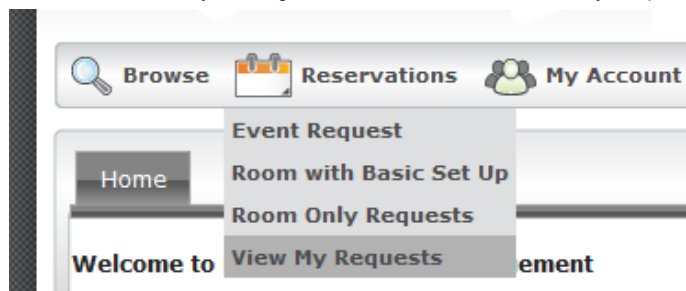 Browse Reservations My Account
Event Request
Home
Room with Basic Set Up
Room Only Requests
View My Requests
Welcome to ement